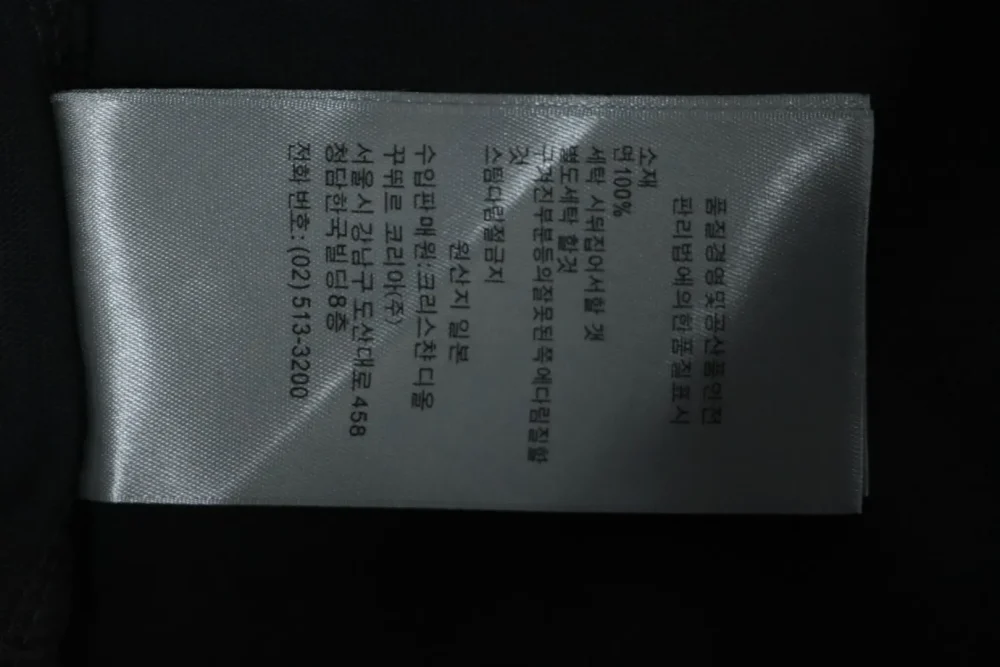 품질경영및공산품안전
관리법에의한품질표시
소재
면100%
세탁 시뒤집어서할 것
별도세탁 할것
구겨진부분등의잘못된쪽에다림질할
것
스팀다림질금지
원산지 일본
수입판매원:크리스챤 디올
꾸뛰르 코리아(주)
서울시 강남구 도산대로 458
청담한국빌딩8층
전화 번호: (02) 513-3200